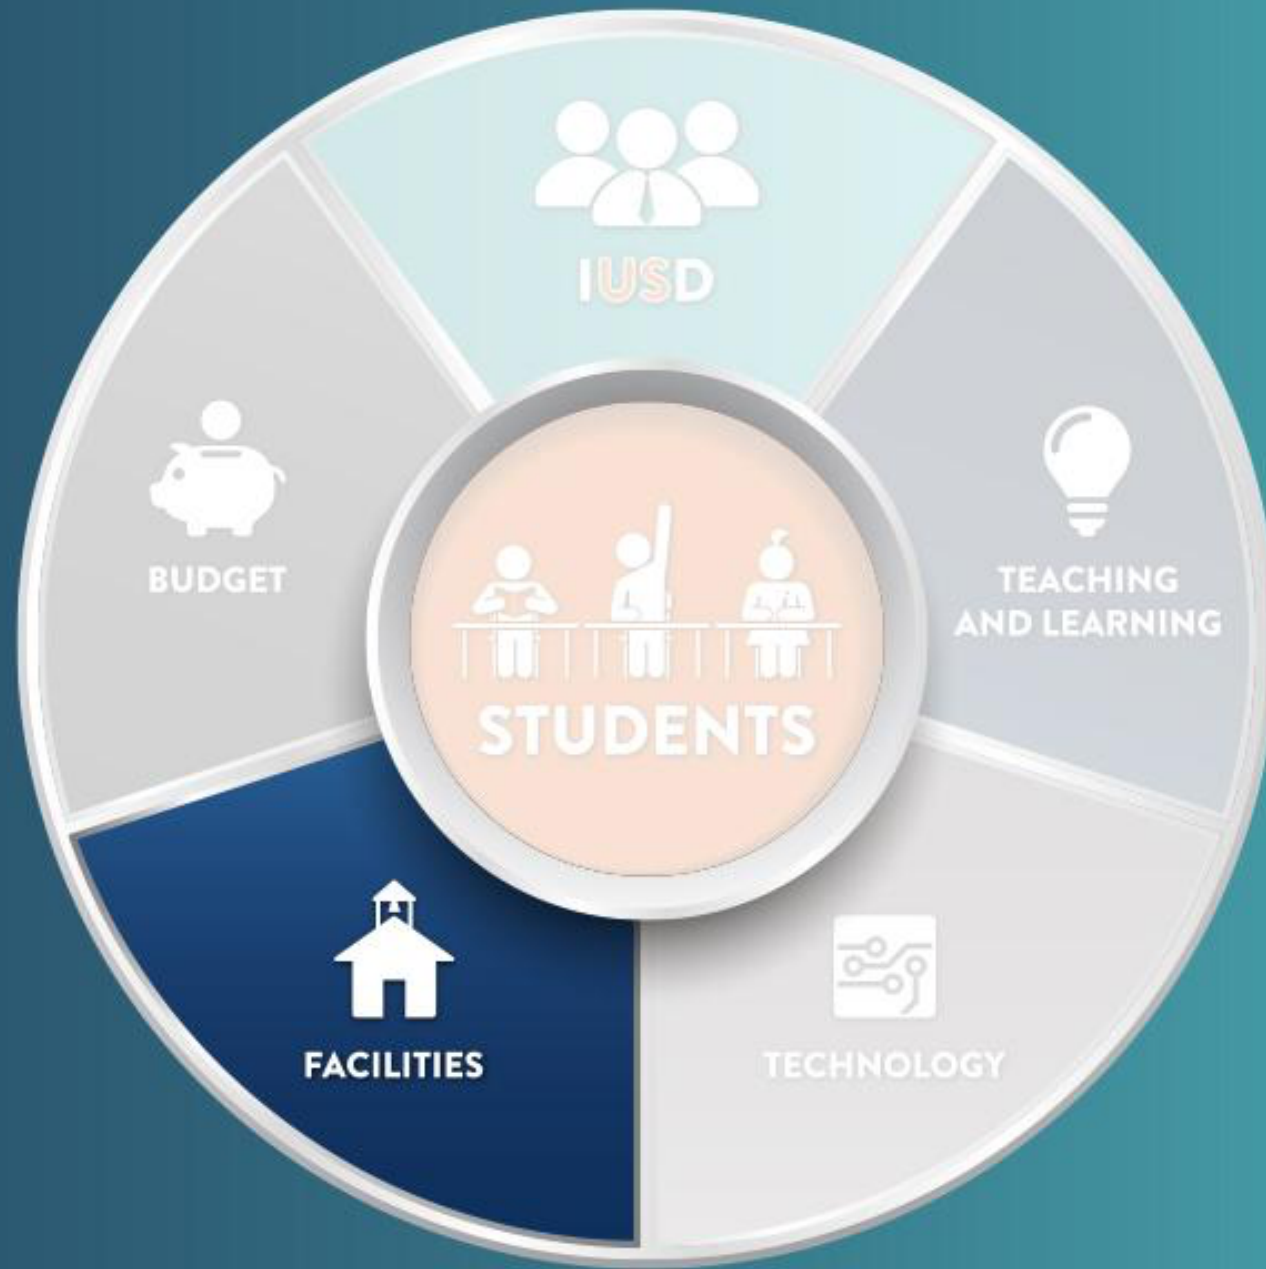 IUSD
BUDGET
TEACHING
AND LEARNING
STUDENTS
FACILITIES
TECHNOLOGY